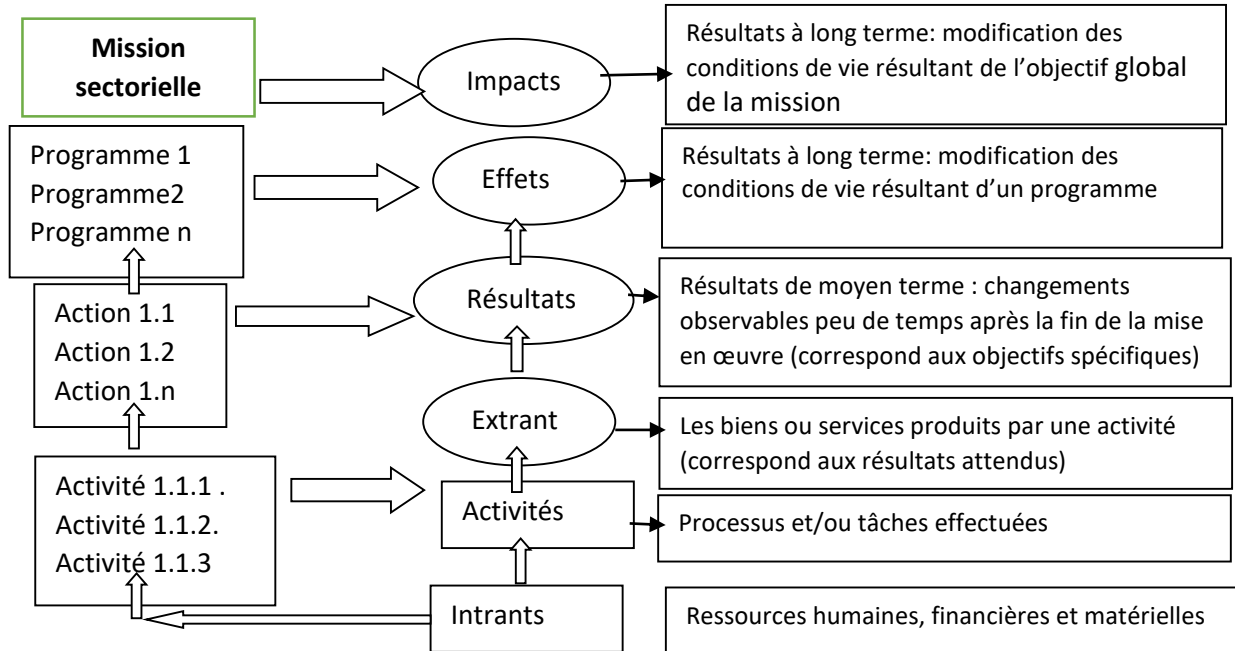 Mission
sectorielle
Impacts
Résultats à long terme: modification des
conditions de vie résultant de l’objectif global
de la mission
Programme 1
Programme2
Programme n
Effets
Résultats à long terme: modification des
conditions de vie résultant d’un programme
Action 1.1
Action 1.2
Action 1.n
Résultats
Résultats de moyen terme : changements
observables peu de temps après la fin de la mise
en œuvre (correspond aux objectifs spécifiques)
Extrant
Les biens ou services produits par une activité
(correspond aux résultats attendus)
Activité 1.1.1 .
Activité 1.1.2.
Activité 1.1.3
Activités
Processus et/ou tâches effectuées
Intrants
Ressources humaines, financières et matérielles